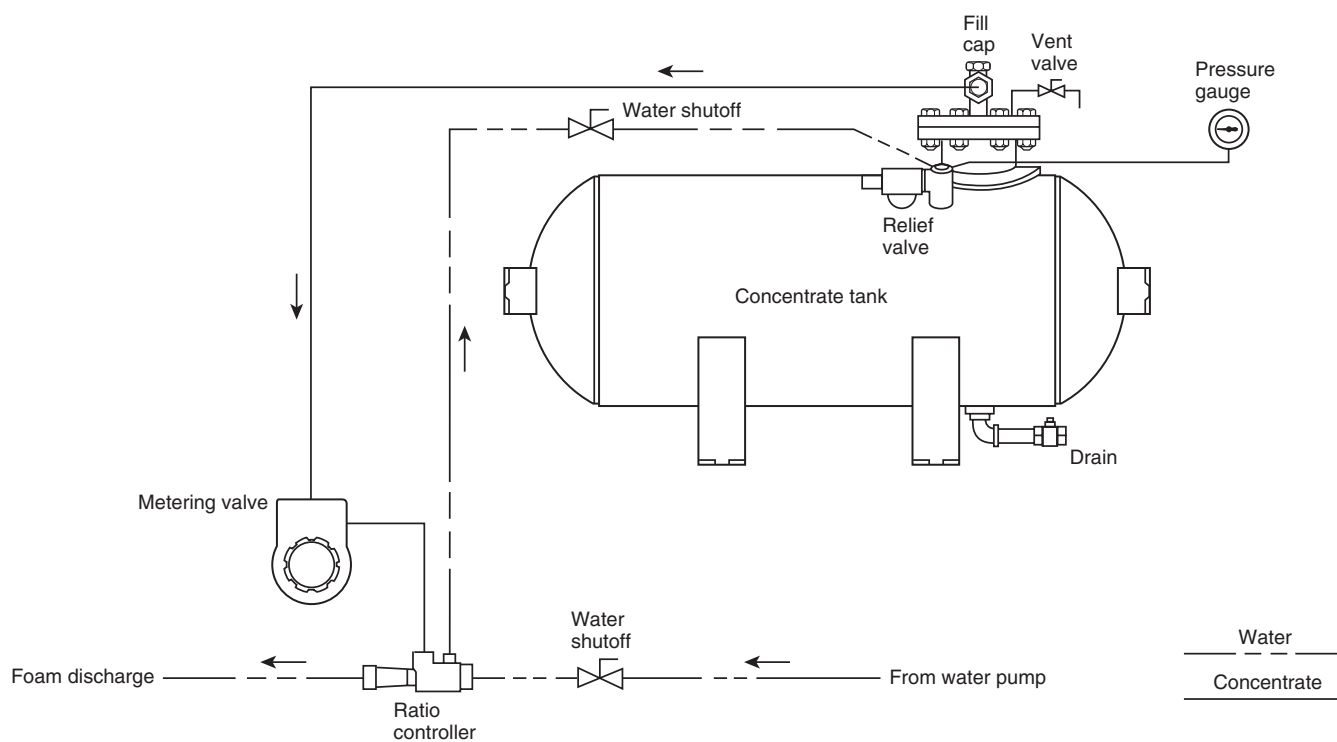 Fill
cap
Vent
valve
Pressure
gauge
Water shutoff
Relief
valve
Concentrate tank
Drain
Metering valve
Water
shutoff
Foam discharge
From water pump
Ratio
controller
Water
Concentrate